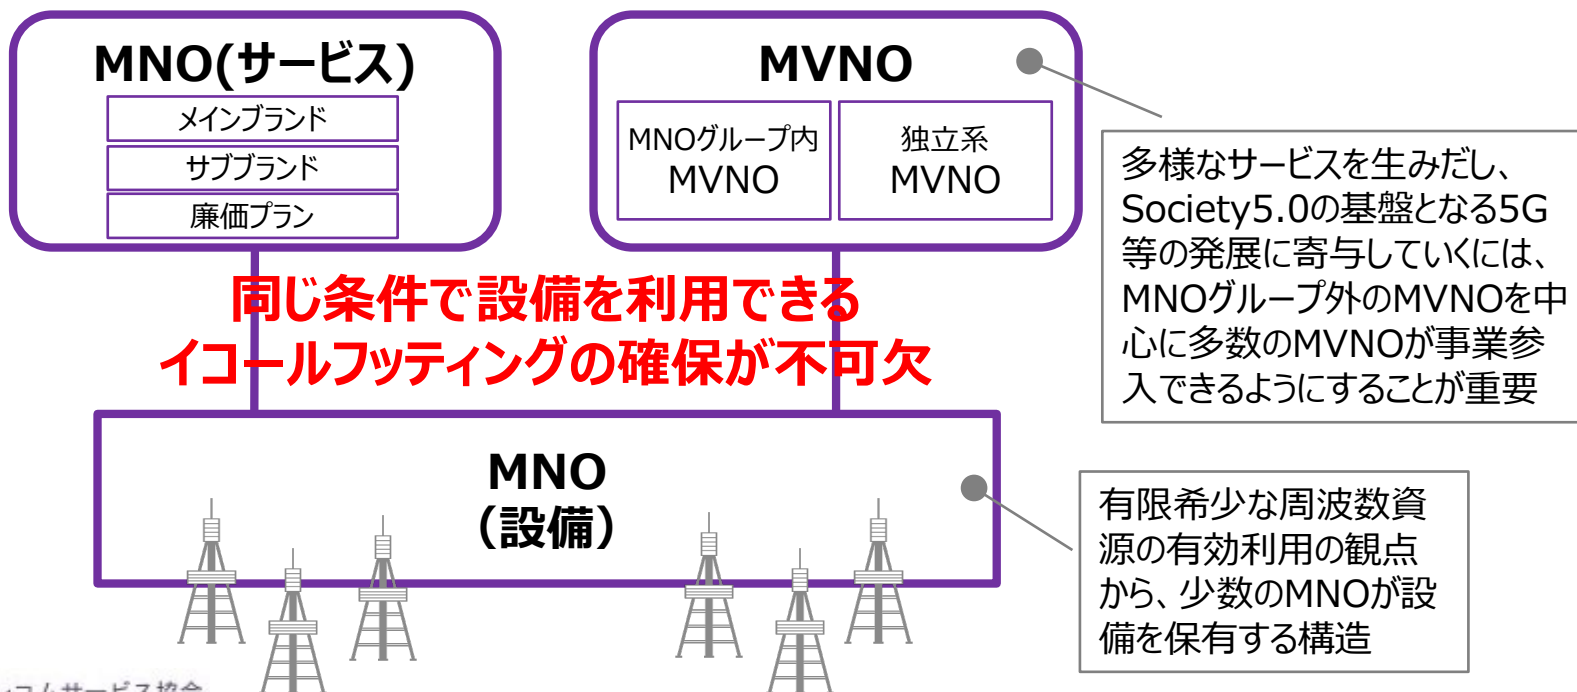 MNO(サービス)
メインブランド
サブブランド
廉価プラン
MVNO
MNOグループ内
MVNO
独立系
MVNO
多様なサービスを生みだし、
Society5.0の基盤となる5G
等の発展に寄与していくには、
MNOグループ外のMVNOを中
心に多数のMVNOが事業参
入できるようにすることが重要
同じ条件で設備を利用できる
イコールフッティングの確保が不可欠
MNO
(設備)
有限希少な周波数資
源の有効利用の観点
から、少数のMNOが設
備を保有する構造
コムサービス協会